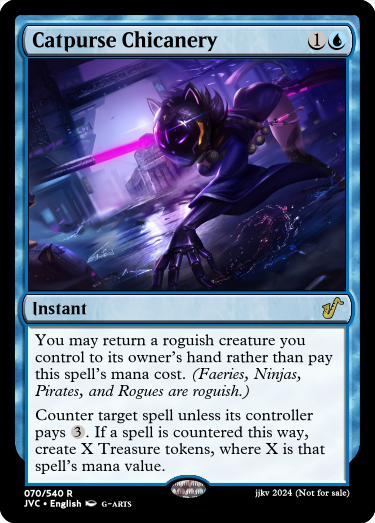 Catpurse Chicanery 1
Instant
You may return a roguish creature you
control to its owner's hand rather than pay
this spell's mana cost. (Faeries, Ninjas,
Pirates, and Rogues are roguish.)
Counter target spell unless its controller
pays 3. If a spell is countered this way,
create X Treasure tokens, where X is that
spell's mana value.
070/540 R
JVC • English G-ARTS
jjkv 2024 (Not for sale)